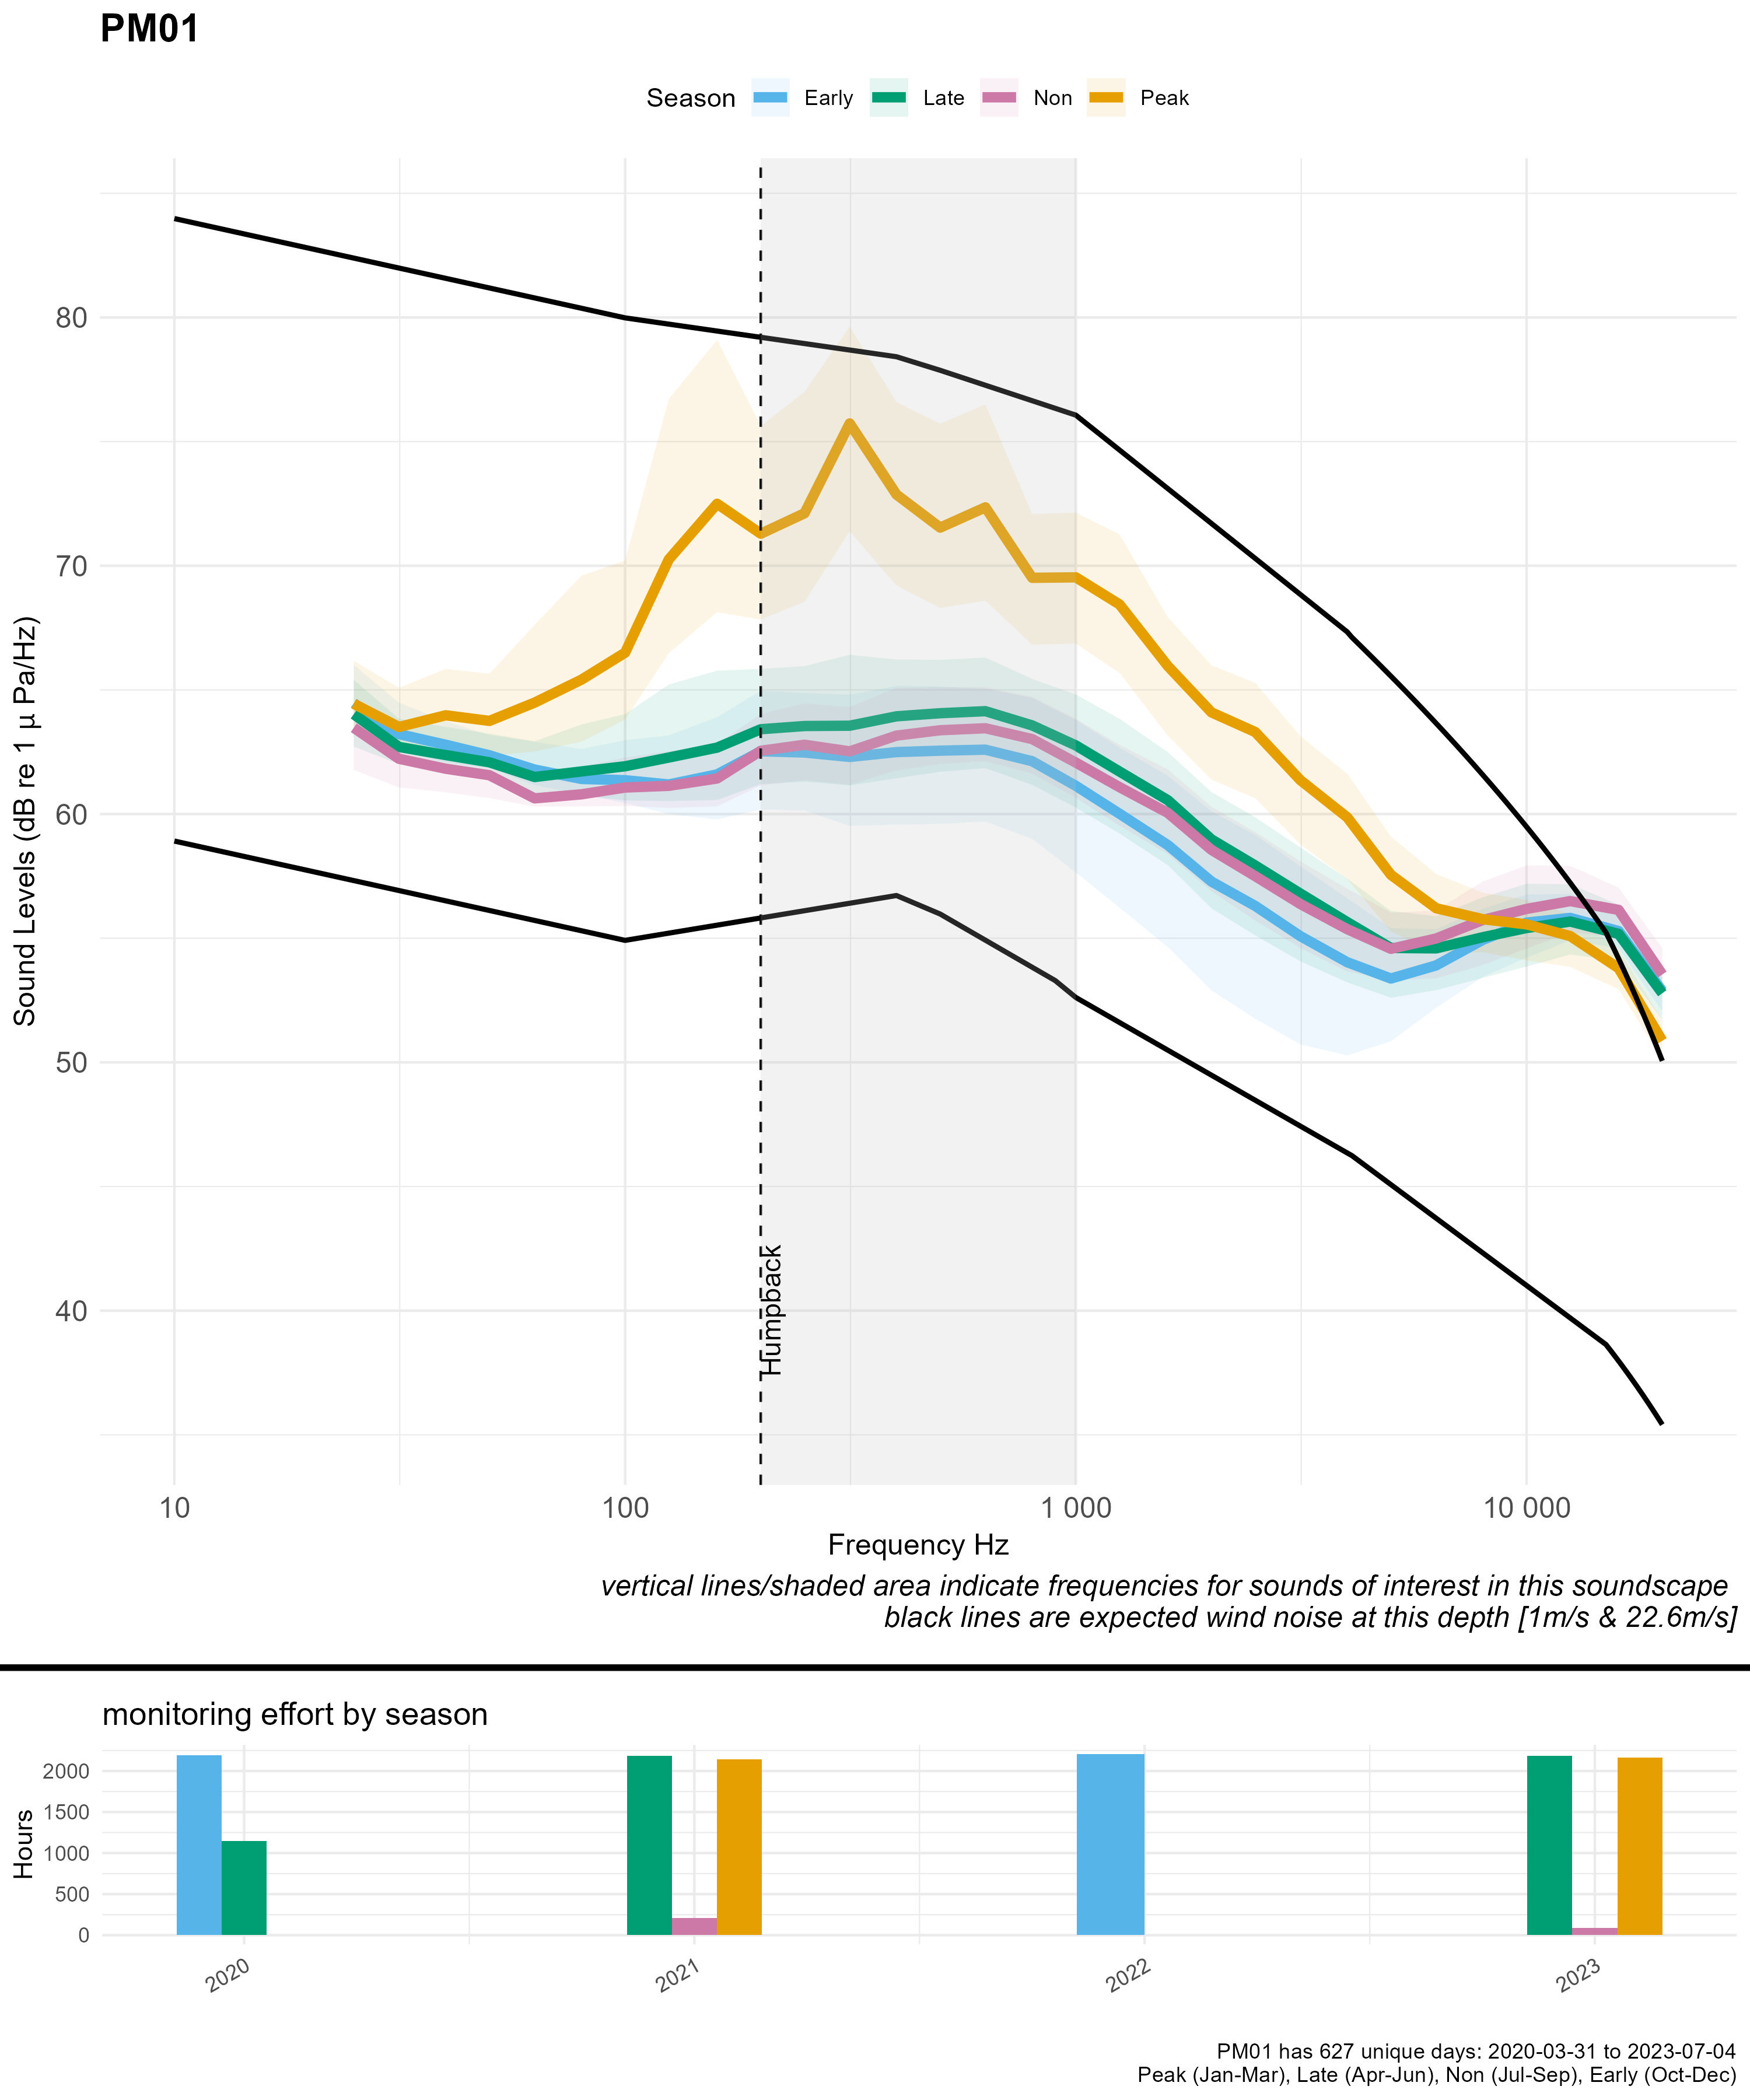 PM01
Season Early Late Non Peak
Sound Levels (dB re 1 µ Pa/Hz)
80
70
60
50
40
Humpback
10 100 1 000 10 000
Frequency Hz
vertical lines/shaded area indicate frequencies for sounds of interest in this soundscape
black lines are expected wind noise at this depth [1m/s & 22.6m/s]
monitoring effort by season
Hours
2000
1500
1000
500
0
2020 2021 2022 2023
PM01 has 627 unique days: 2020-03-31 to 2023-07-04
Peak (Jan-Mar), Late (Apr-Jun), Non (Jul-Sep), Early (Oct-Dec)